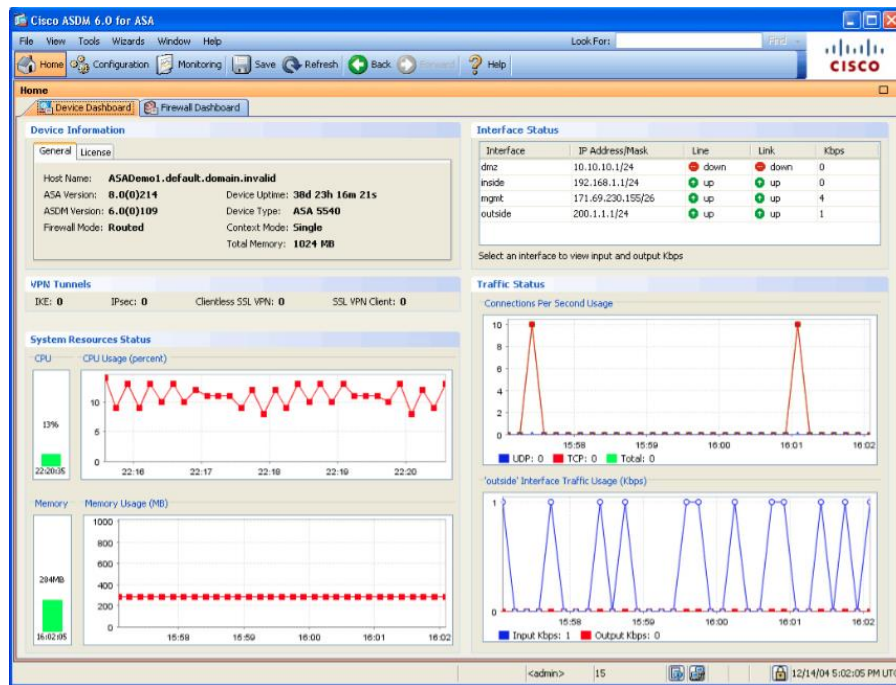 Cisco ASDM 6.0 for ASA
File View Tools Wizards Window Help Look For: Find
Home Configuration Monitoring Save Refresh Back Forward Help
CISCO
Home
Device Dashboard Firewall Dashboard
Device Information
General License
Host Name: ASADemo1.default.domain.invalid
ASA Version: 8.0(0)214 Device Uptime: 38d 23h 16m 21s
ASDM Version: 6.0(0)109 Device Type: ASA 5540
Firewall Mode: Routed Context Mode: Single
Total Memory: 1024 MB
Interface Status
Interface IP Address/Mask Line Link Kbps
dmz 10.10.10.1/24 down down 0
inside 192.168.1.1/24 up up 0
mgmt 171.69.230.155/26 up up 4
outside 200.1.1.1/24 up up 1
Select an interface to view input and output Kbps
VPN Tunnels
IKE: 0 IPsec: 0 Clientless SSL VPN: 0 SSL VPN Client: 0
System Resources Status
CPU CPU Usage (percent)
10
5
0
13%
22:20:35
22:16 22:17 22:18 22:19 22:20
Memory Memory Usage (MB)
1000
800
600
400
200
0
284MB
16:02:05
15:58 15:59 16:00 16:01 16:02
Traffic Status
Connections Per Second Usage
10
8
6
4
2
0
15:58 15:59 16:00 16:01 16:02
UDP: 0 TCP: 0 Total: 0
'outside' Interface Traffic Usage (Kbps)
1
0
15:58 15:59 16:00 16:01 16:02
Input Kbps: 1 Output Kbps: 0
<admin> 15 12/14/04 5:02:05 PM UTC